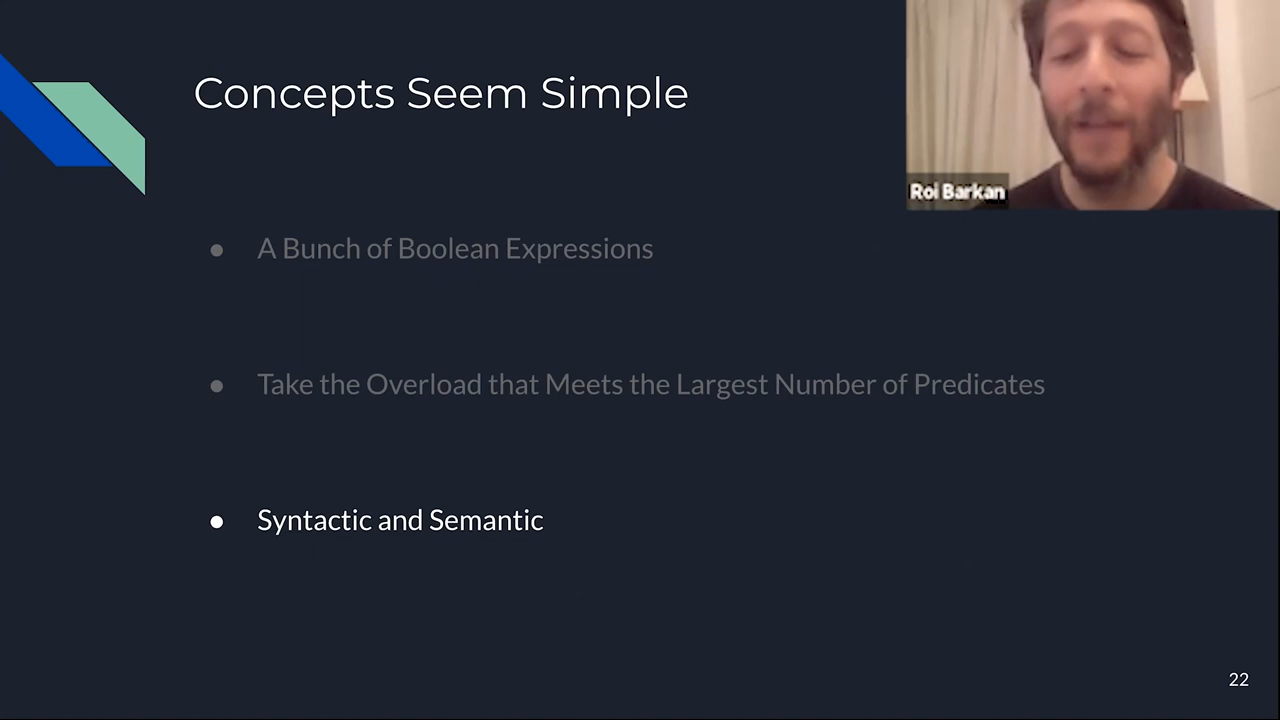 Concepts Seem Simple
Roi Barkan
● A Bunch of Boolean Expressions
● Take the Overload that Meets the Largest Number of Predicates
● Syntactic and Semantic
22